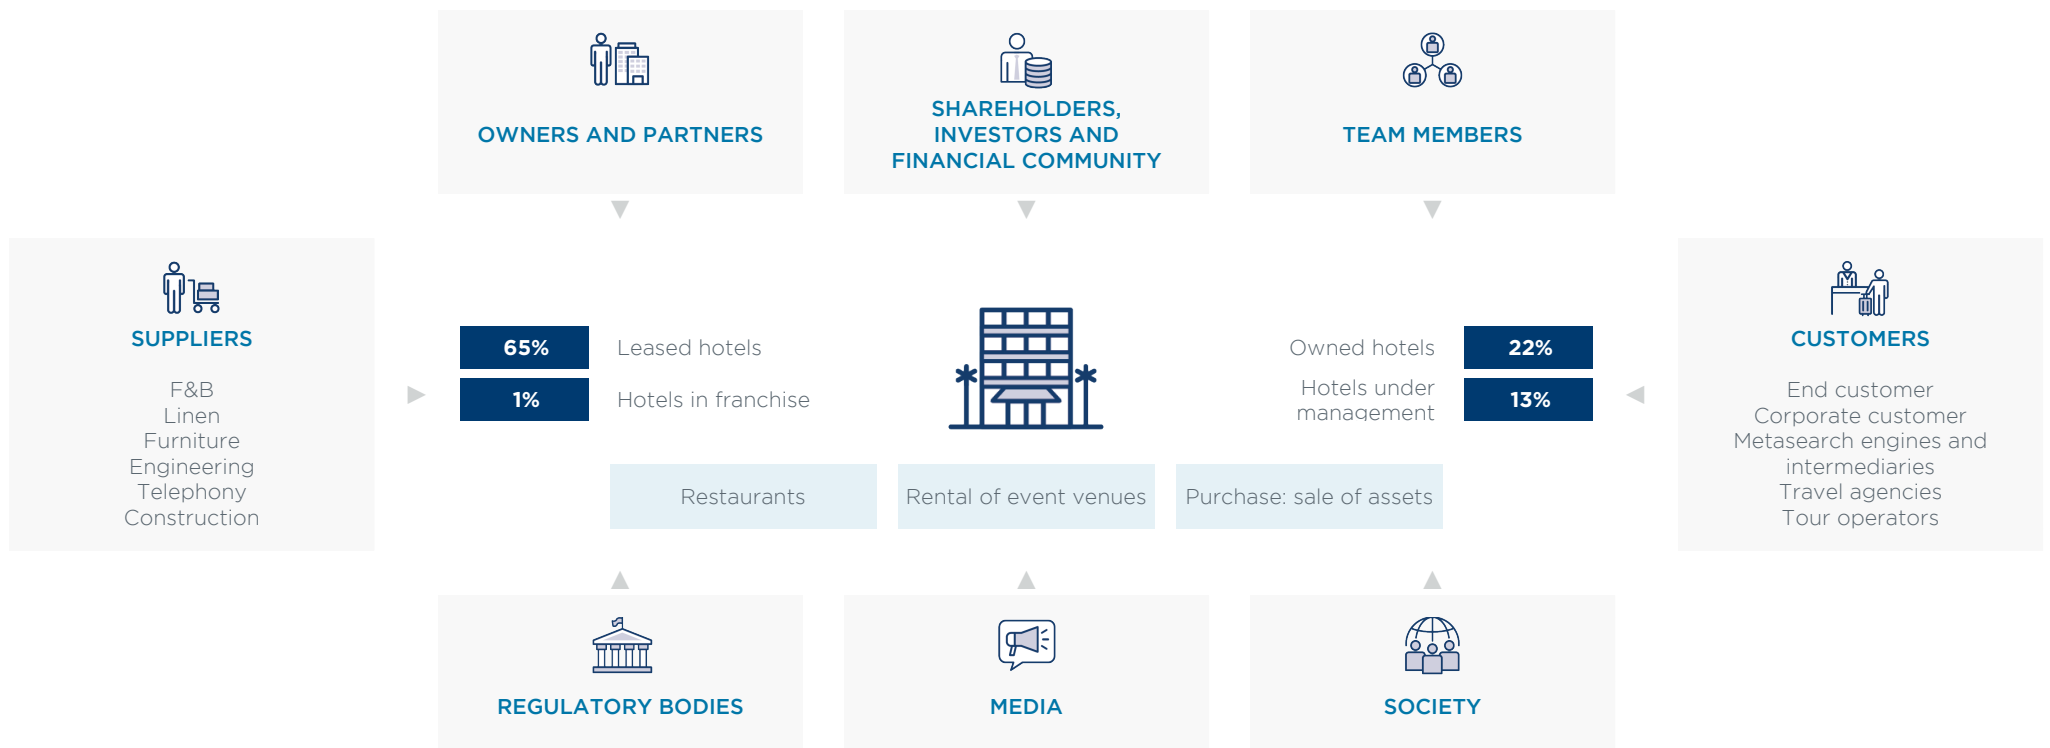 OWNERS AND PARTNERS
SHAREHOLDERS,
INVESTORS AND
FINANCIAL COMMUNITY
TEAM MEMBERS
SUPPLIERS
F&B
Linen
Furniture
Engineering
Telephony
Construction
65% Leased hotels
1% Hotels in franchise
Owned hotels 22%
Hotels under
management 13%
CUSTOMERS
End customer
Corporate customer
Metasearch engines and
intermediaries
Travel agencies
Tour operators
Restaurants
Rental of event venues
Purchase: sale of assets
REGULATORY BODIES
MEDIA
SOCIETY